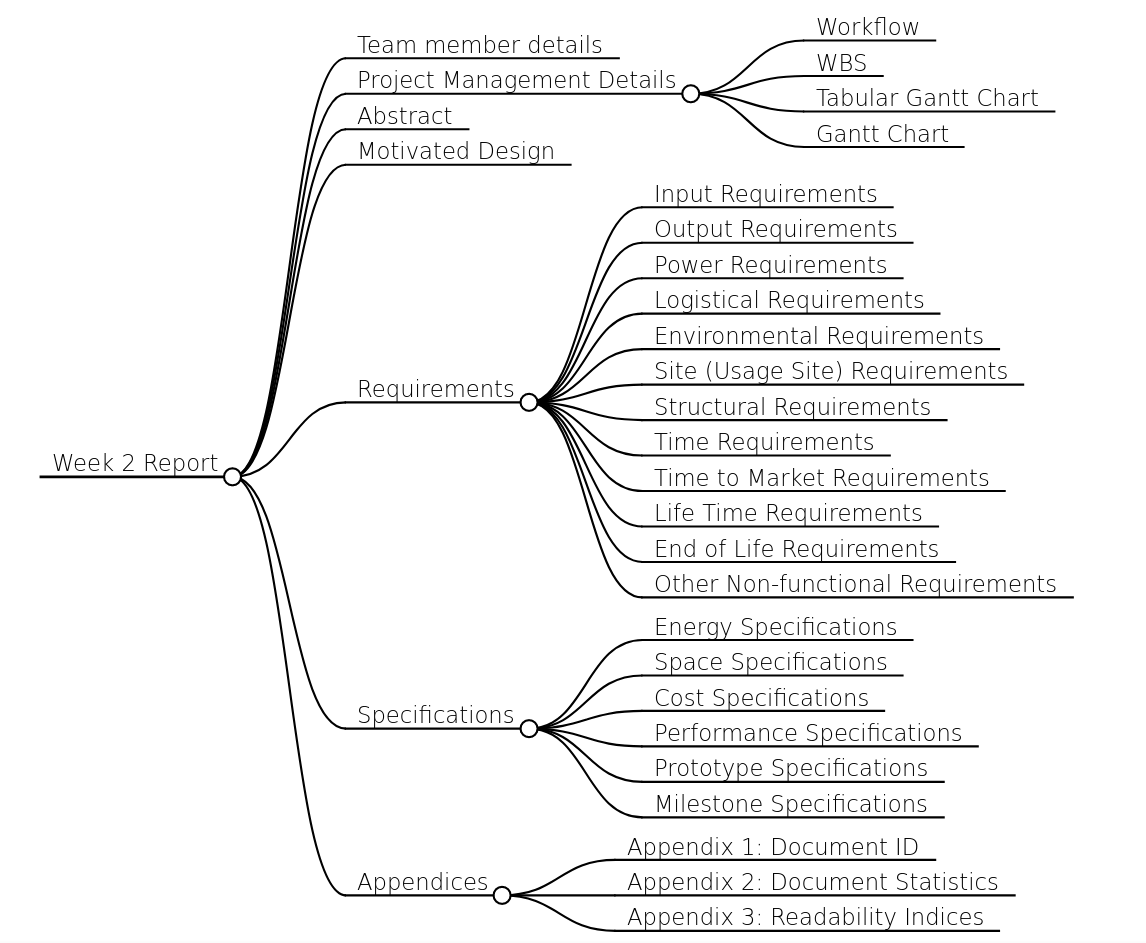 Week 2 Report
Team member details
Project Management Details
Workflow
WBS
Tabular Gantt Chart
Gantt Chart
Abstract
Motivated Design
Requirements
Input Requirements
Output Requirements
Power Requirements
Logistical Requirements
Environmental Requirements
Site (Usage Site) Requirements
Structural Requirements
Time Requirements
Time to Market Requirements
Life Time Requirements
End of Life Requirements
Other Non-functional Requirements
Specifications
Energy Specifications
Space Specifications
Cost Specifications
Performance Specifications
Prototype Specifications
Milestone Specifications
Appendices
Appendix 1: Document ID
Appendix 2: Document Statistics
Appendix 3: Readability Indices